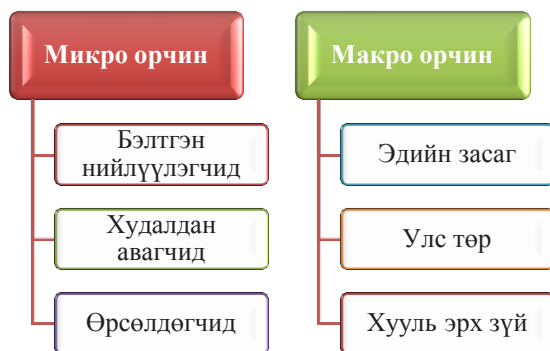 Микро орчин
Бэлтгэн
нийлүүлэгчид
Худалдан
авагчид
Өрсөлдөгчид
Макро орчин
Эдийн засаг
Улс төр
Хууль эрх зүй